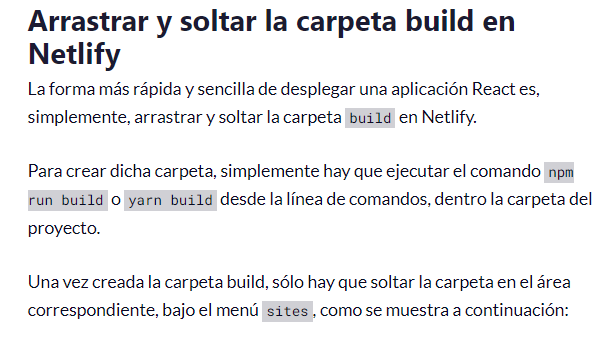 Arrastrar y soltar la carpeta build en
Netlify
La forma más rápida y sencilla de desplegar una aplicación React es,
simplemente, arrastrar y soltar la carpeta build en Netlify.
Para crear dicha carpeta, simplemente hay que ejecutar el comando npm
run build o yarn build desde la línea de comandos, dentro la carpeta del
proyecto.
Una vez creada la carpeta build, sólo hay que soltar la carpeta en el área
correspondiente, bajo el menú sites, como se muestra a continuación: